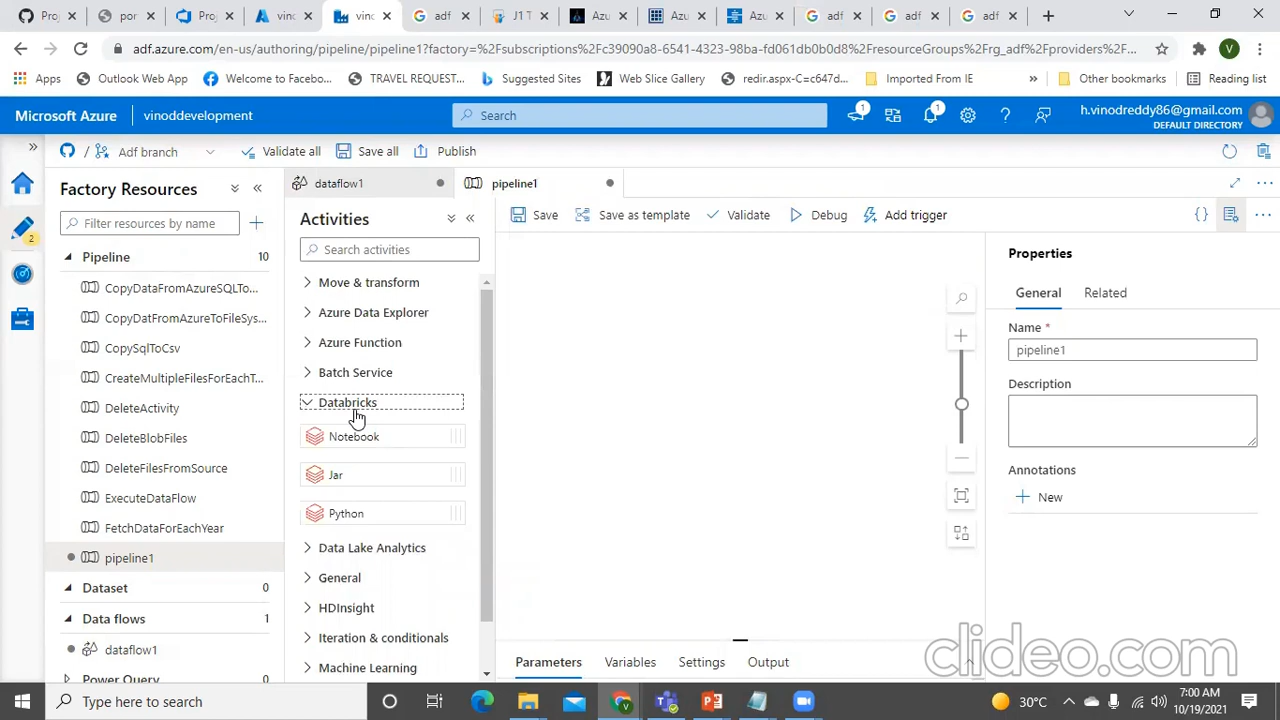 Proj
por
Proj
vinc
vinc
adf
J1 T
Azu
Azu
Azu
adf
adf
adf
adf.azure.com/en-us/authoring/pipeline/pipeline1?factory=%2Fsubscriptions%2Fc39090a8-6541-4323-98ba-fd061db0b0d8%2FresourceGroups%2Frg_adf%2Fproviders%2F...
V
Apps
Outlook Web App
Welcome to Facebo...
TRAVEL REQUEST...
Suggested Sites
Web Slice Gallery
redir.aspx-C=c647d...
Imported From IE
»
Other bookmarks
Reading list
Microsoft Azure
vinoddevelopment
Search
1
1
h.vinodreddy86@gmail.com
DEFAULT DIRECTORY
/ Adf branch
Validate all
Save all
Publish
2
Factory Resources
Filter resources by name
Pipeline 10
CopyDataFromAzureSQLTo...
CopyDatFromAzureToFileSys...
CopySqlToCsv
CreateMultipleFilesForEachT...
DeleteActivity
DeleteBlobFiles
DeleteFilesFromSource
ExecuteDataFlow
FetchDataForEachYear
pipeline1
Dataset 0
Data flows 1
dataflow1
Power Query
dataflow1
pipeline1
Activities
Search activities
Move & transform
Azure Data Explorer
Azure Function
Batch Service
Databricks
Notebook
Jar
Python
Data Lake Analytics
General
HDInsight
Iteration & conditionals
Machine Learning
Save
Save as template
Validate
Debug
Add trigger
{}
Parameters
Variables
Settings
Output
Properties
General
Related
Name *
pipeline1
Description
Annotations
New
clideo.com
Type here to search
30°C
7:00 AM
10/19/2021